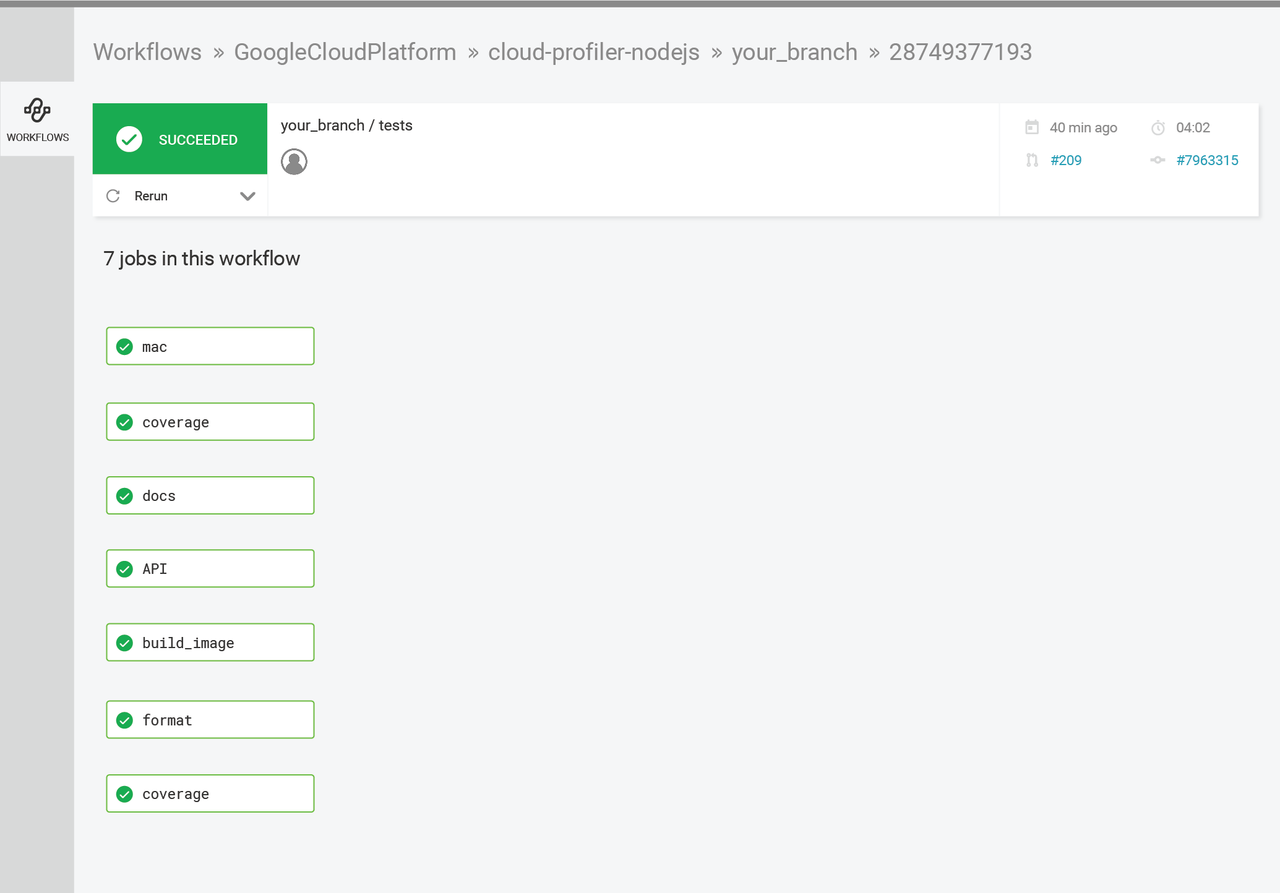 Workflows » GoogleCloudPlatform » cloud-profiler-nodejs » your_branch » 28749377193
WORKFLOWS
SUCCEEDED
your_branch / tests
40 min ago
04:02
#209
#7963315
Rerun
7 jobs in this workflow
mac
coverage
docs
API
build_image
format
coverage